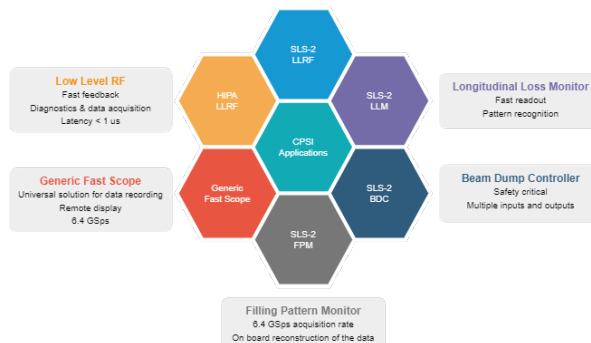 SLS-2
LLRF
HIPA
LLRF
SLS-2
LLM
CPSI
Applications
Generic
Fast Scope
SLS-2
BDC
SLS-2
FPM
Low Level RF
Fast feedback
Diagnostics & data acquisition
Latency < 1 us
Longitudinal Loss Monitor
Fast readout
Pattern recognition
Generic Fast Scope
Universal solution for data recording
Remote display
6.4 GSps
Beam Dump Controller
Safety critical
Multiple inputs and outputs
Filling Pattern Monitor
6.4 GSps acquisition rate
On board reconstruction of the data